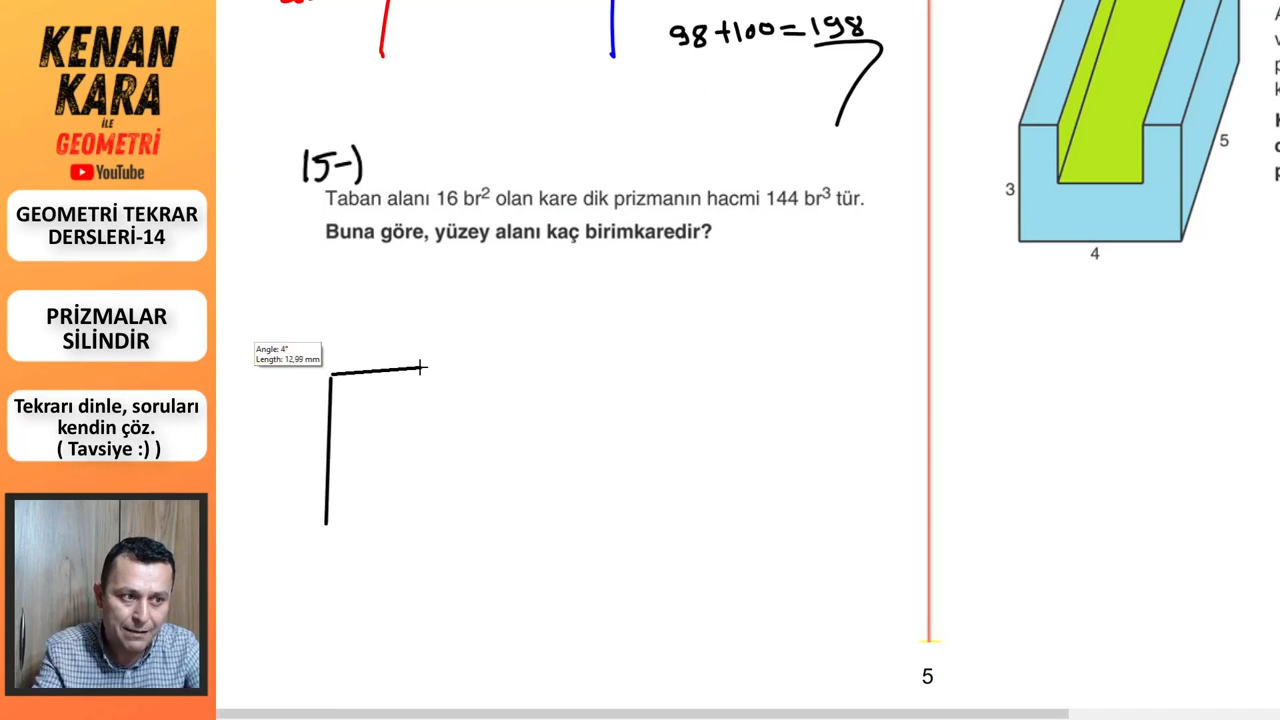 KENAN
KARA
İLE
GEOMETRİ
YouTube
GEOMETRİ TEKRAR
DERSLERİ-14
PRİZMALAR
SİLİNDİR
Tekrarı dinle, soruları
kendin çöz.
( Tavsiye :) )
98+100=198
15-)
Taban alanı 16 br² olan kare dik prizmanın hacmi 144 br³ tür.
Buna göre, yüzey alanı kaç birimkaredir?
Angle: 4°
Length: 12,99 mm
5
3
4
5